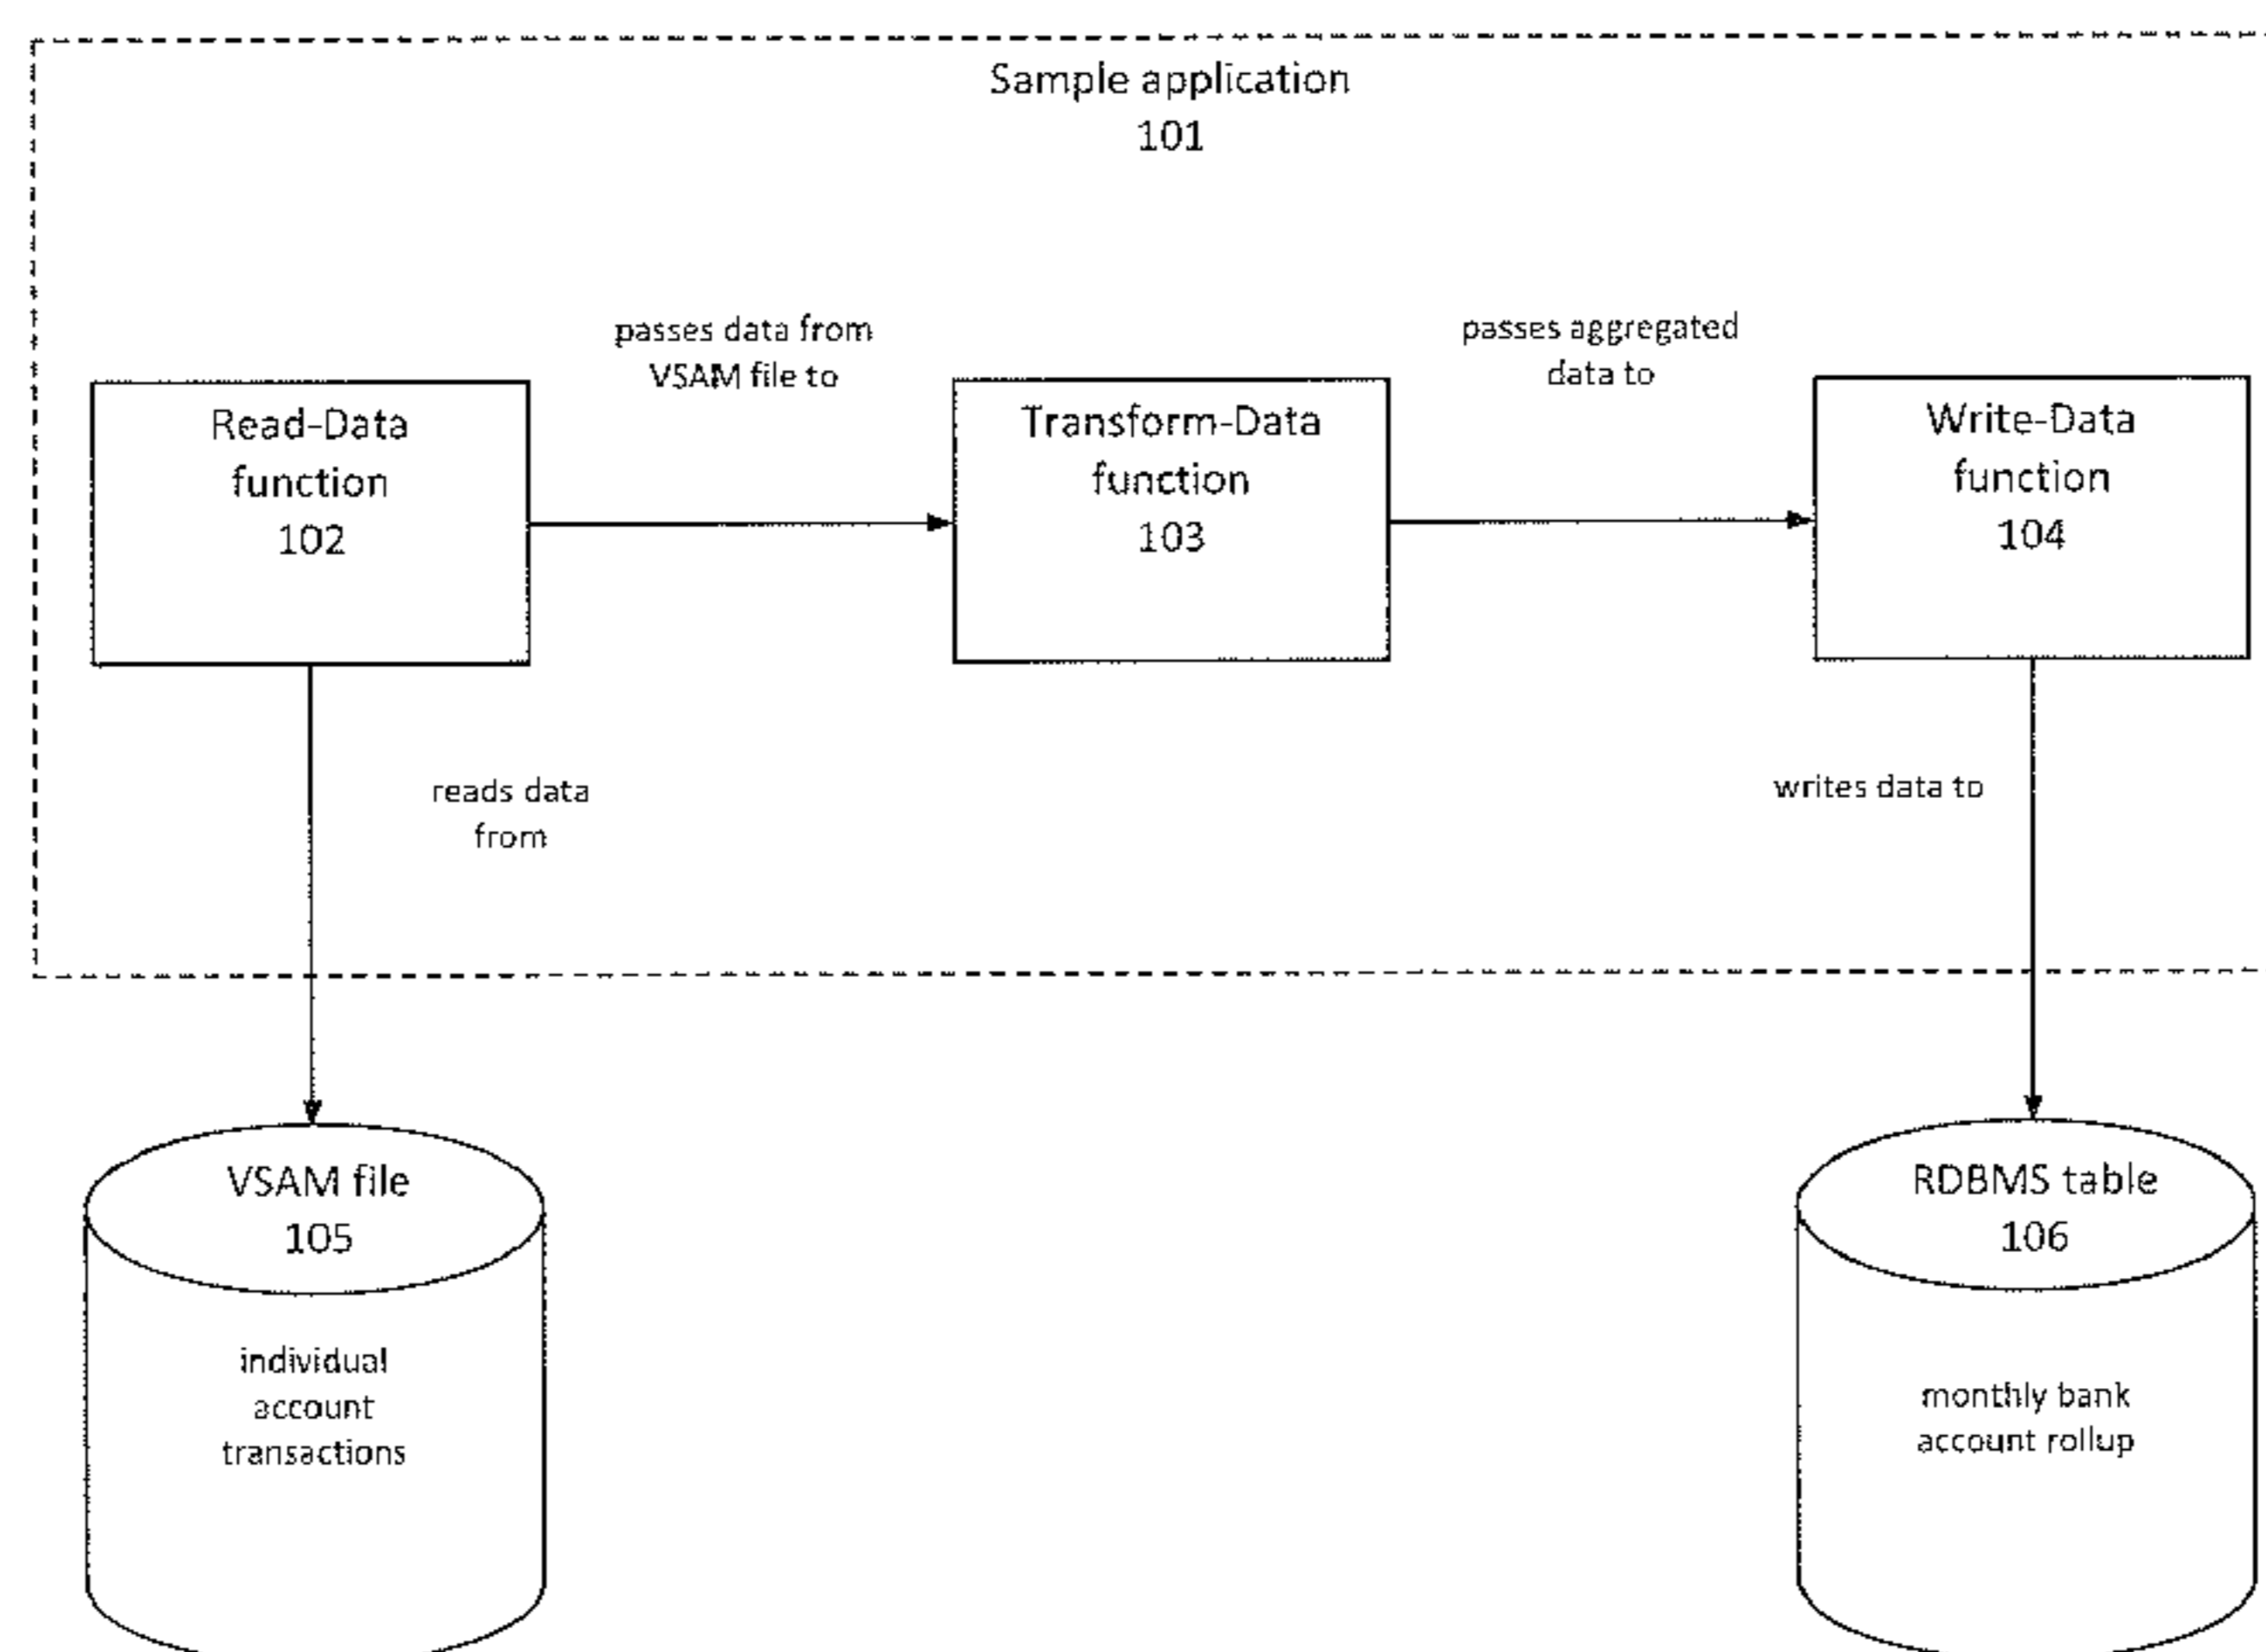 Sample application
101
passes data from
VSAM file to
passes aggregated
data to
Read-Data
function
102
Transform-Data
function
103
Write-Data
function
104
reads data
from
writes data to
VSAM file
105
individual
account
transactions
RDBMS table
106
monthly bank
account rollup